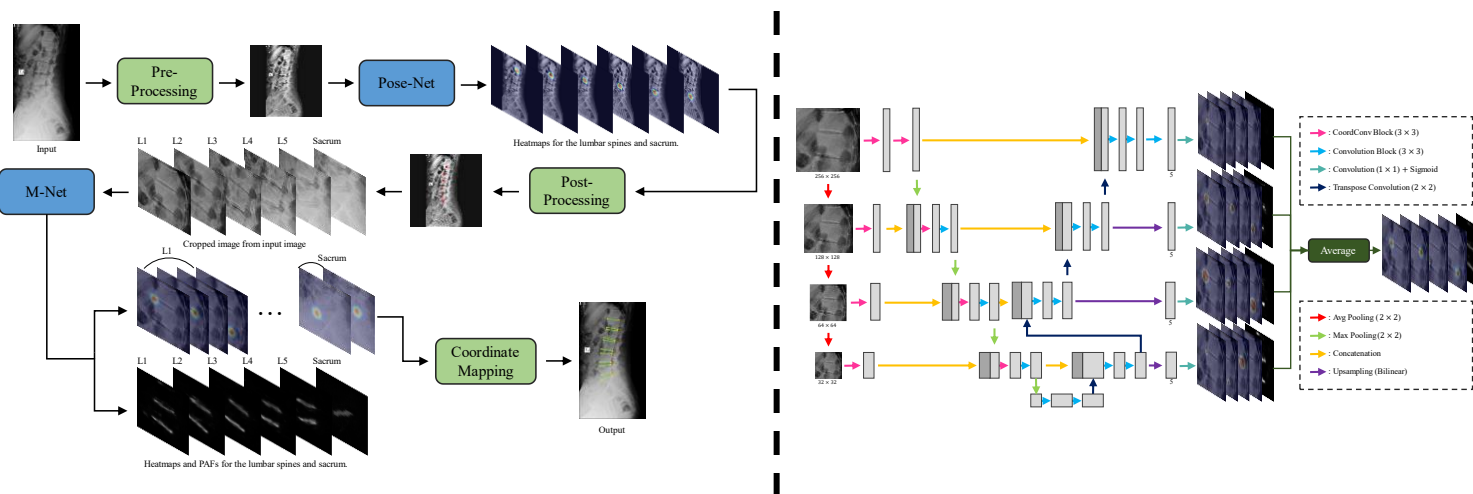 Input
Pre-
Processing
Pose-Net
Heatmaps for the lumbar spines and sacrum.
Post-
Processing
L1
L2
L3
L4
L5
Sacrum
Cropped image from input image
M-Net
L1
Sacrum
...
L1
L2
L3
L4
L5
Sacrum
Heatmaps and PAFs for the lumbar spines and sacrum.
Coordinate
Mapping
Output
256 × 256
5
128 × 128
5
64 × 64
5
32 × 32
5
Average
: CoordConv Block (3 × 3)
: Convolution Block (3 × 3)
: Convolution (1 × 1) + Sigmoid
: Transpose Convolution (2 × 2)
: Avg Pooling (2 × 2)
: Max Pooling (2 × 2)
: Concatenation
: Upsampling (Bilinear)